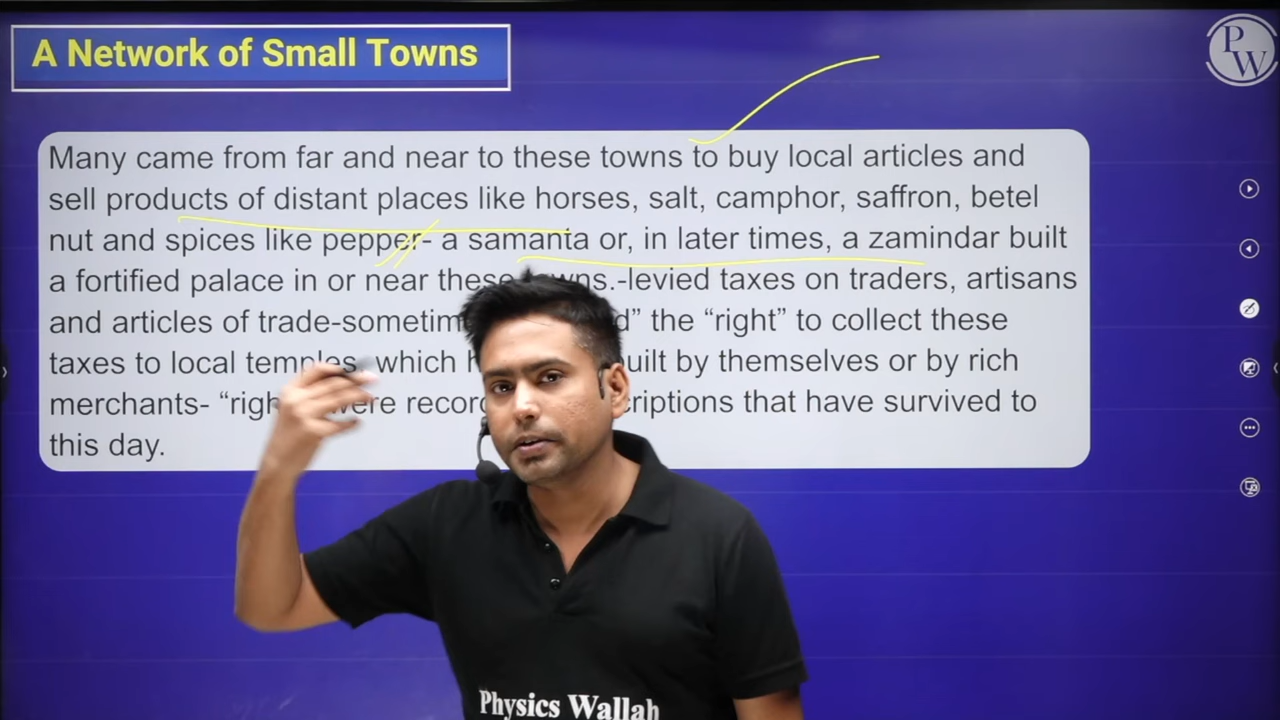 A Network of Small Towns
PW
Many came from far and near to these towns to buy local articles and
sell products of distant places like horses, salt, camphor, saffron, betel
nut and spices like pepper- a samanta or, in later times, a zamindar built
a fortified palace in or near these towns.-levied taxes on traders, artisans
and articles of trade- the “right” to collect these
taxes to local temples, which by themselves or by rich
merchants- were that have survived to
this day.
Physics Wallah